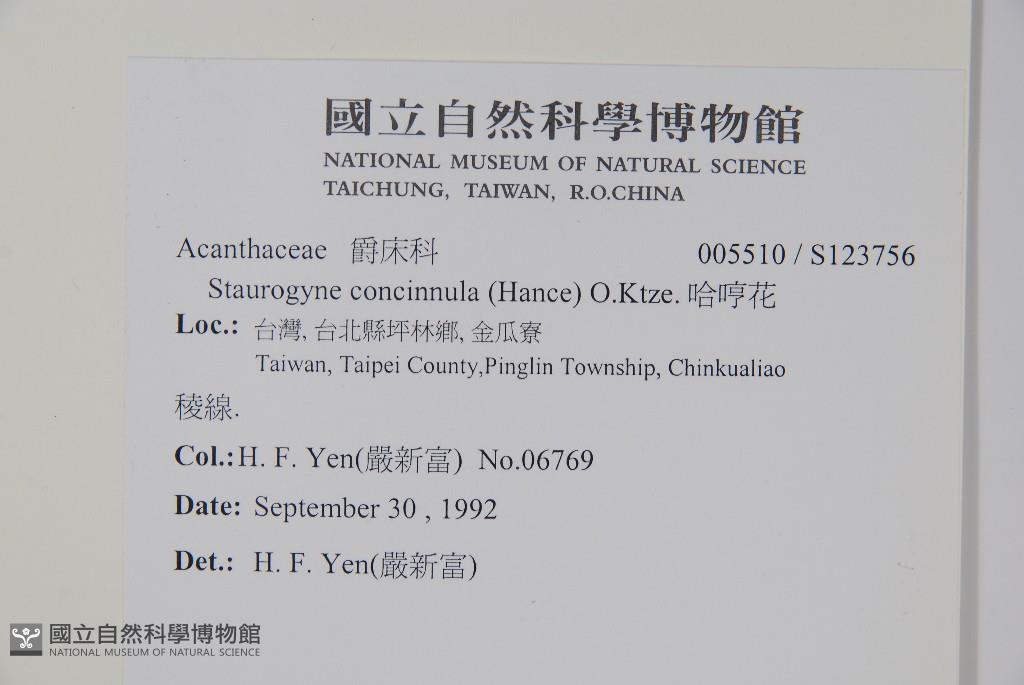 國立自然科學博物館
NATIONAL MUSEUM OF NATURAL SCIENCE
TAICHUNG, TAIWAN, R.O.CHINA
Acanthaceae 爵床科 005510 / S123756
Staurogyne concinnula (Hance) O.Ktze. 哈哼花
Loc.: 台灣, 台北縣坪林鄉, 金瓜寮
Taiwan, Taipei County,Pinglin Township, Chinkualiao
稜線.
Col.:H. F. Yen(嚴新富) No.06769
Date: September 30 , 1992
Det.: H. F. Yen(嚴新富)
國立自然科學博物館
NATIONAL MUSEUM OF NATURAL SCIENCE